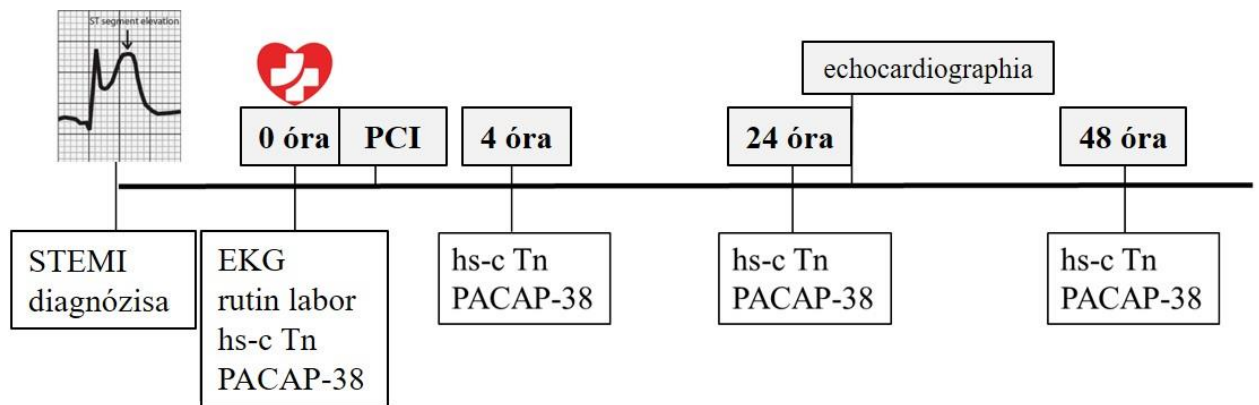 ST segment elevation
echocardiographia
0 óra
PCI
4 óra
24 óra
48 óra
STEMI
diagnózisa
EKG
rutin labor
hs-c Tn
PACAP-38
hs-c Tn
PACAP-38
hs-c Tn
PACAP-38
hs-c Tn
PACAP-38